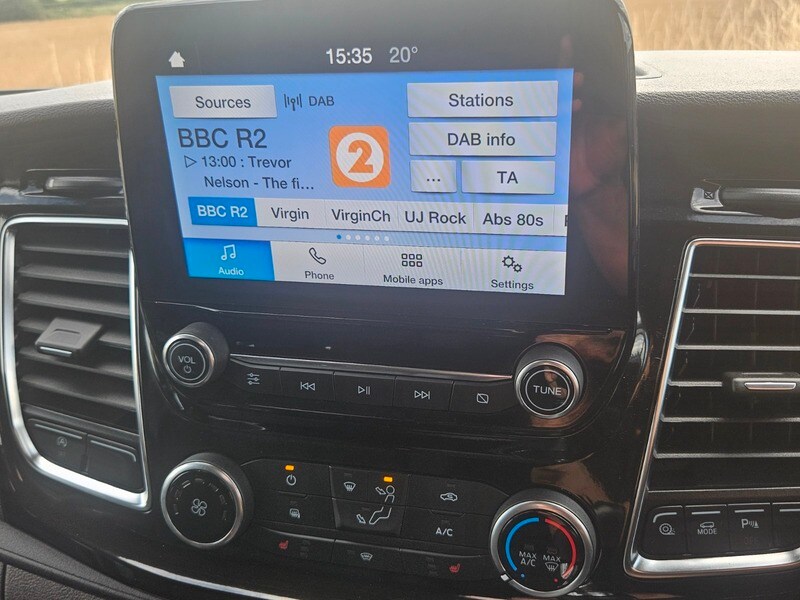 15:35 20°
Sources DAB Stations
BBC R2
2
DAB info
13:00 : Trevor
Nelson - The fi...
... TA
BBC R2 Virgin VirginCh UJ Rock Abs 80s
Audio Phone Mobile apps Settings
VOL
TUNE
A/C
MAX A/C MAX
MODE
P